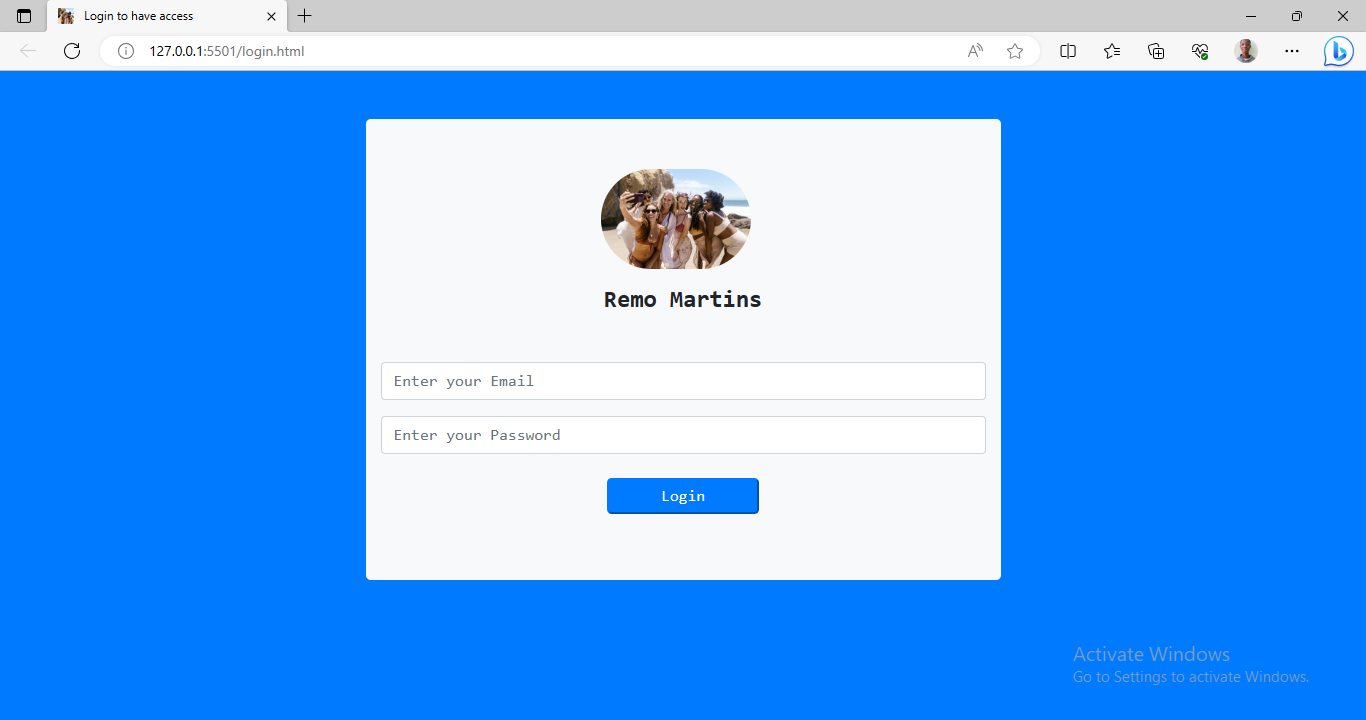 Login to have access
127.0.0.1:5501/login.html
Remo Martins
Enter your Email
Enter your Password
Login
Activate Windows
Go to Settings to activate Windows.